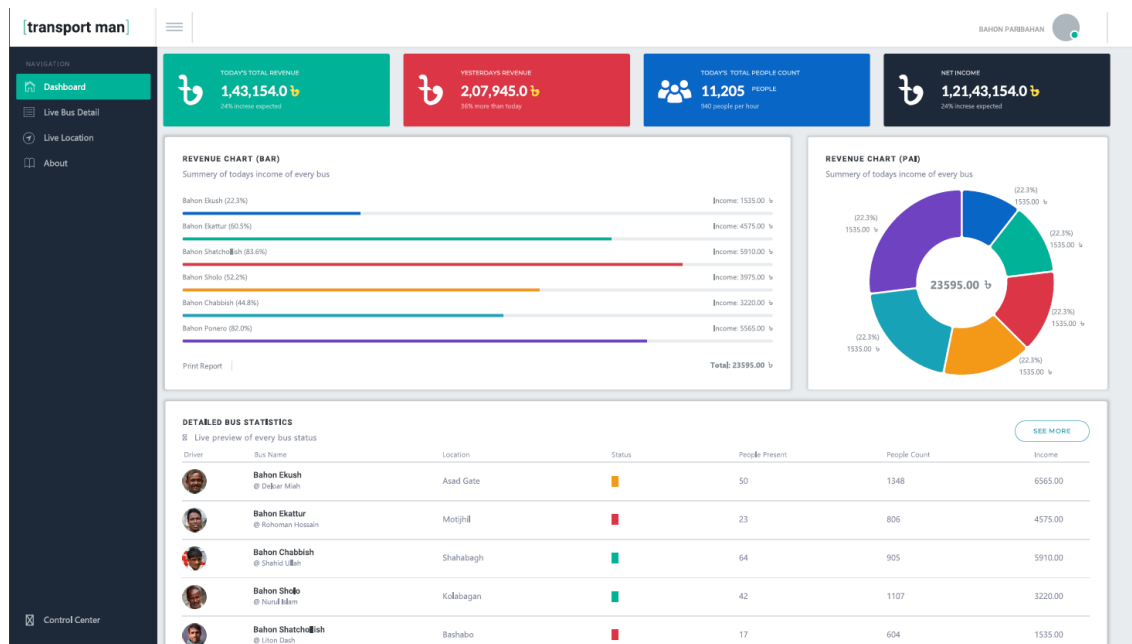 [transport man]
BAHON PARIBAHAN
NAVIGATION
Dashboard
Live Bus Detail
Live Location
About
Control Center
TODAY'S TOTAL REVENUE
1,43,154.0 ৳
24% increse expected
YESTERDAYS REVENUE
2,07,945.0 ৳
36% more than today
TODAY'S TOTAL PEOPLE COUNT
11,205 PEOPLE
940 people per hour
NET INCOME
1,21,43,154.0 ৳
24% increse expected
REVENUE CHART (BAR)
Summery of todays income of every bus
Bahon Ekush (22.3%) Income: 1535.00 ৳
Bahon Ekattur (60.5%) Income: 4575.00 ৳
Bahon Shatchollish (83.6%) Income: 5910.00 ৳
Bahon Sholo (52.2%) Income: 3975.00 ৳
Bahon Chabbish (44.8%) Income: 3220.00 ৳
Bahon Ponero (82.0%) Income: 5565.00 ৳
Print Report Total: 23595.00 ৳
REVENUE CHART (PAI)
Summery of todays income of every bus
(22.3%)
1535.00 ৳
(22.3%)
1535.00 ৳
(22.3%)
1535.00 ৳
23595.00 ৳
(22.3%)
1535.00 ৳
(22.3%)
1535.00 ৳
(22.3%)
1535.00 ৳
DETAILED BUS STATISTICS
Live preview of every bus status
SEE MORE
Driver Bus Name Location Status People Present People Count Income
Bahon Ekush
@ Deloar Miah
Asad Gate 50 1348 6565.00
Bahon Ekattur
@ Rohoman Hossain
Motijhil 23 806 4575.00
Bahon Chabbish
@ Shahid Ullah
Shahabagh 64 905 5910.00
Bahon Sholo
@ Nurul Islam
Kolabagan 42 1107 3220.00
Bahon Shatchollish
@ Liton Dash
Bashabo 17 604 1535.00